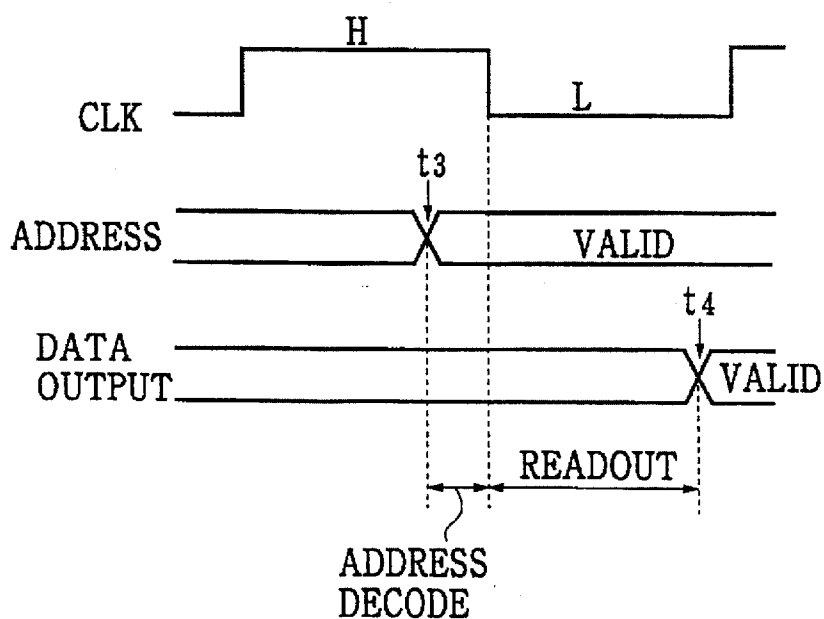 H
L
CLK
t3
ADDRESS
VALID
t4
DATA
OUTPUT
VALID
READOUT
ADDRESS
DECODE